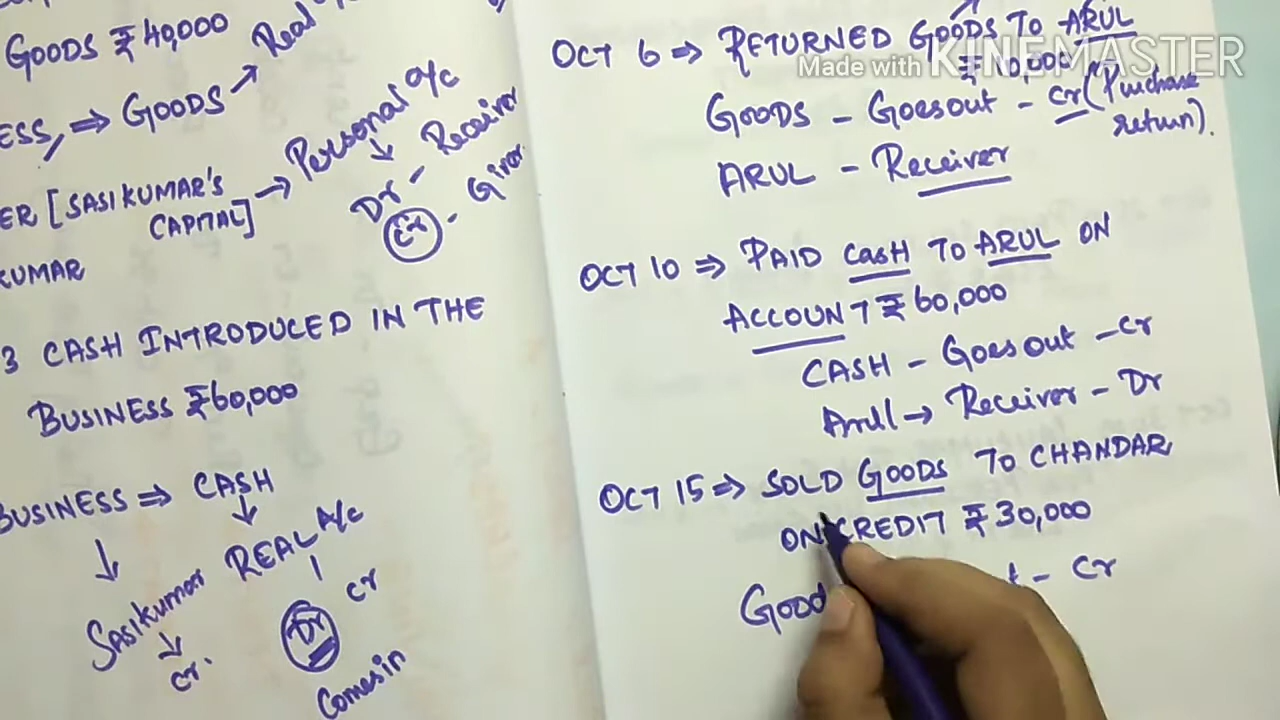 GOODS ₹40,000
⇒ GOODS
Real
[SASIKUMAR'S
CAPITAL]
→ Personal a/c
Dr - Receiver
Cr - Giver
KUMAR
3 CASH INTRODUCED IN THE
BUSINESS ₹60,000
BUSINESS ⇒ CASH
Sasikumar
REAL A/c
cr.
Dr
cr
Comes in
OCT 6 ⇒ RETURNED GOODS TO ARUL
₹10,000
GOODS - Goes out - cr (Purchase
return).
ARUL - Receiver
OCT 10 ⇒ PAID CASH TO ARUL ON
ACCOUNT ₹60,000
CASH - Goes out - Cr
Arul → Receiver - Dr
OCT 15 ⇒ SOLD GOODS TO CHANDAR
ON CREDIT ₹30,000
- Cr
Made with KINEMASTER